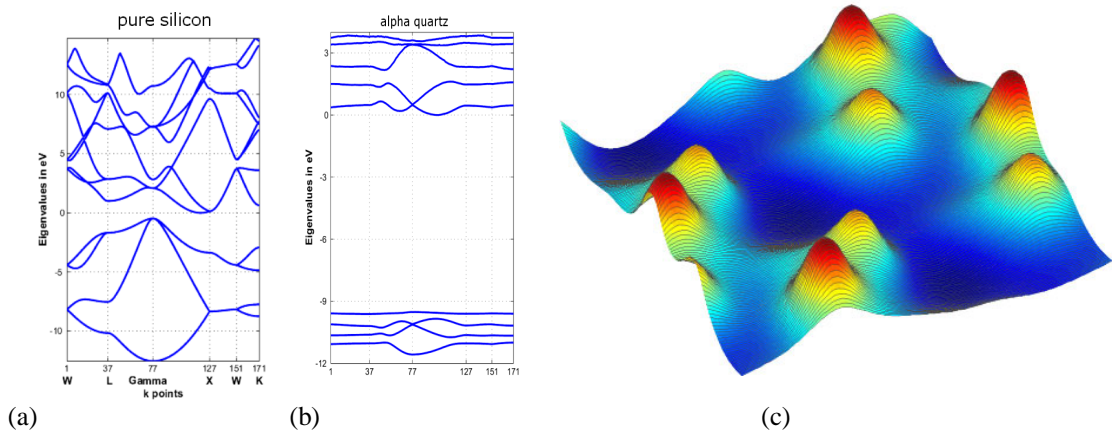 pure silicon
Eigenvalues in eV
10
5
0
-5
-10
1 37 77 127 151 171
W L Gamma X W K
k points
(a)
alpha quartz
Eigenvalues in eV
3
0
-3
-6
-9
-12
1 37 77 127 151 171
(b)
(c)